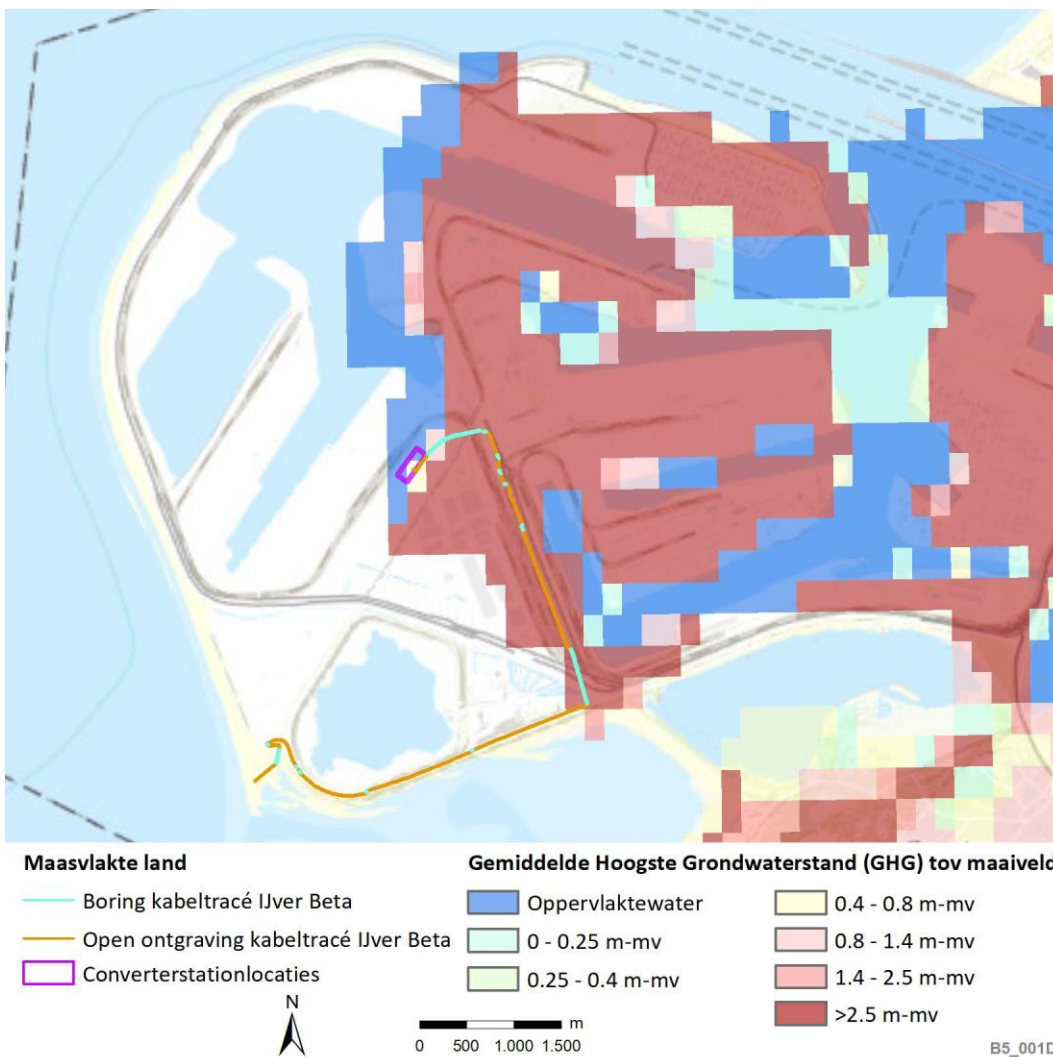 Maasvlakte land
Boring kabeltracé IJver Beta
Open ontgraving kabeltracé IJver Beta
Converterstationlocaties
Gemiddelde Hoogste Grondwaterstand (GHG) tov maaiveld
Oppervlaktewater
0 - 0.25 m-mv
0.25 - 0.4 m-mv
0.4 - 0.8 m-mv
0.8 - 1.4 m-mv
1.4 - 2.5 m-mv
>2.5 m-mv
N
m
0 500 1.000 1.500
B5_001D